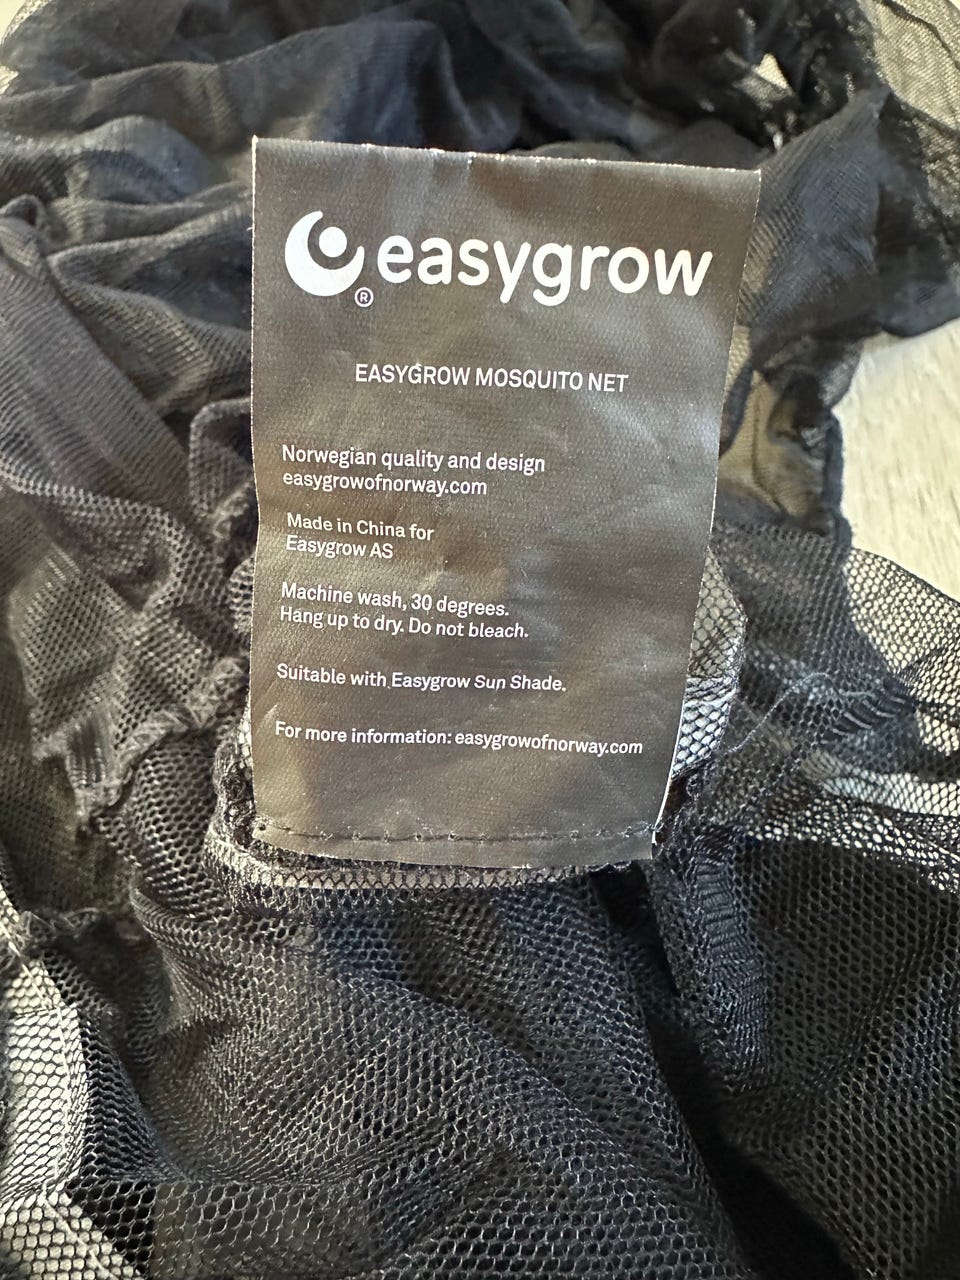 easygrow
®
EASYGROW MOSQUITO NET
Norwegian quality and design
easygrowofnorway.com
Made in China for
Easygrow AS
Machine wash, 30 degrees.
Hang up to dry. Do not bleach.
Suitable with Easygrow Sun Shade.
For more information: easygrowofnorway.com